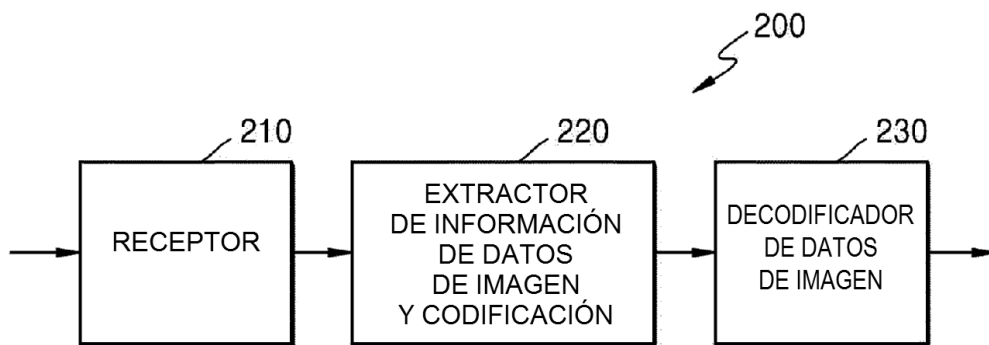 200
210
220
230
RECEPTOR
EXTRACTOR
DE INFORMACIÓN
DE DATOS
DE IMAGEN
Y CODIFICACIÓN
DECODIFICADOR
DE DATOS
DE IMAGEN